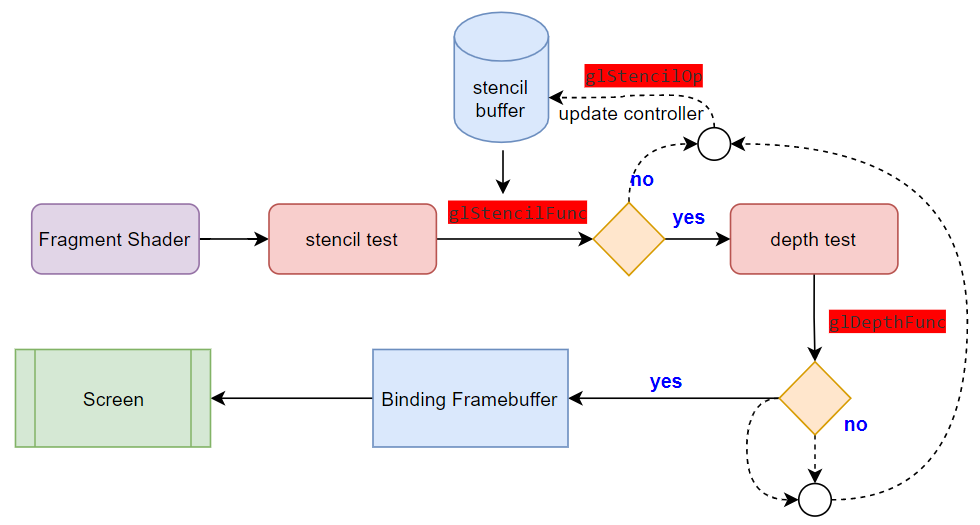 stencil
buffer
glStencilOp
update controller
no
glStencilFunc
yes
Fragment Shader
stencil test
depth test
glDepthFunc
yes
Screen
Binding Framebuffer
no